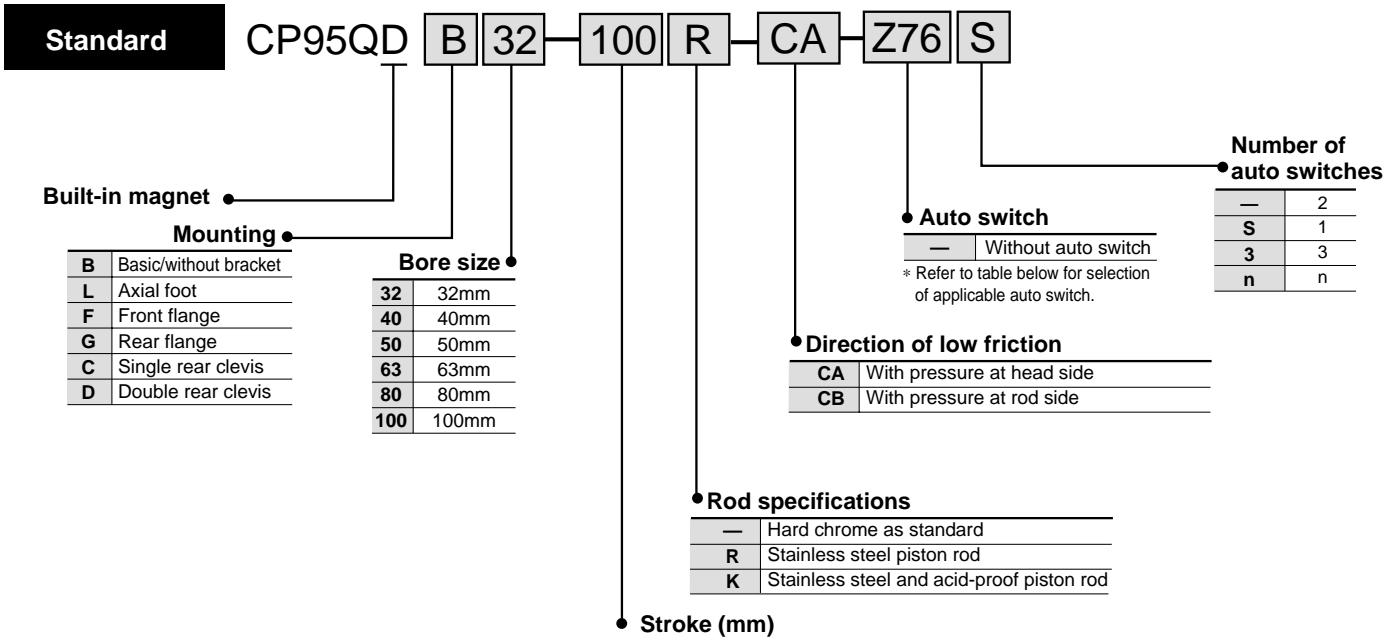 Standard CP95QD B 32 — 100 R — CA — Z76 S
Built-in magnet
Mounting
B Basic/without bracket
L Axial foot
F Front flange
G Rear flange
C Single rear clevis
D Double rear clevis
Bore size
32 32mm
40 40mm
50 50mm
63 63mm
80 80mm
100 100mm
Number of
auto switches
— 2
S 1
3 3
n n
Auto switch
— Without auto switch
* Refer to table below for selection
of applicable auto switch.
Direction of low friction
CA With pressure at head side
CB With pressure at rod side
Rod specifications
— Hard chrome as standard
R Stainless steel piston rod
K Stainless steel and acid-proof piston rod
Stroke (mm)